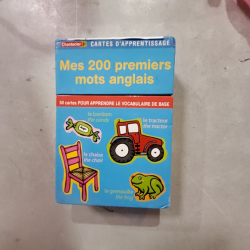 Chantecler
CARTES D'APPRENTISSAGE
Mes 200 premiers
mots anglais
50 cartes POUR APPRENDRE LE VOCABULAIRE DE BASE
le bonbon
the candy
le tracteur
the tractor
la chaise
the chair
la grenouille
the frog